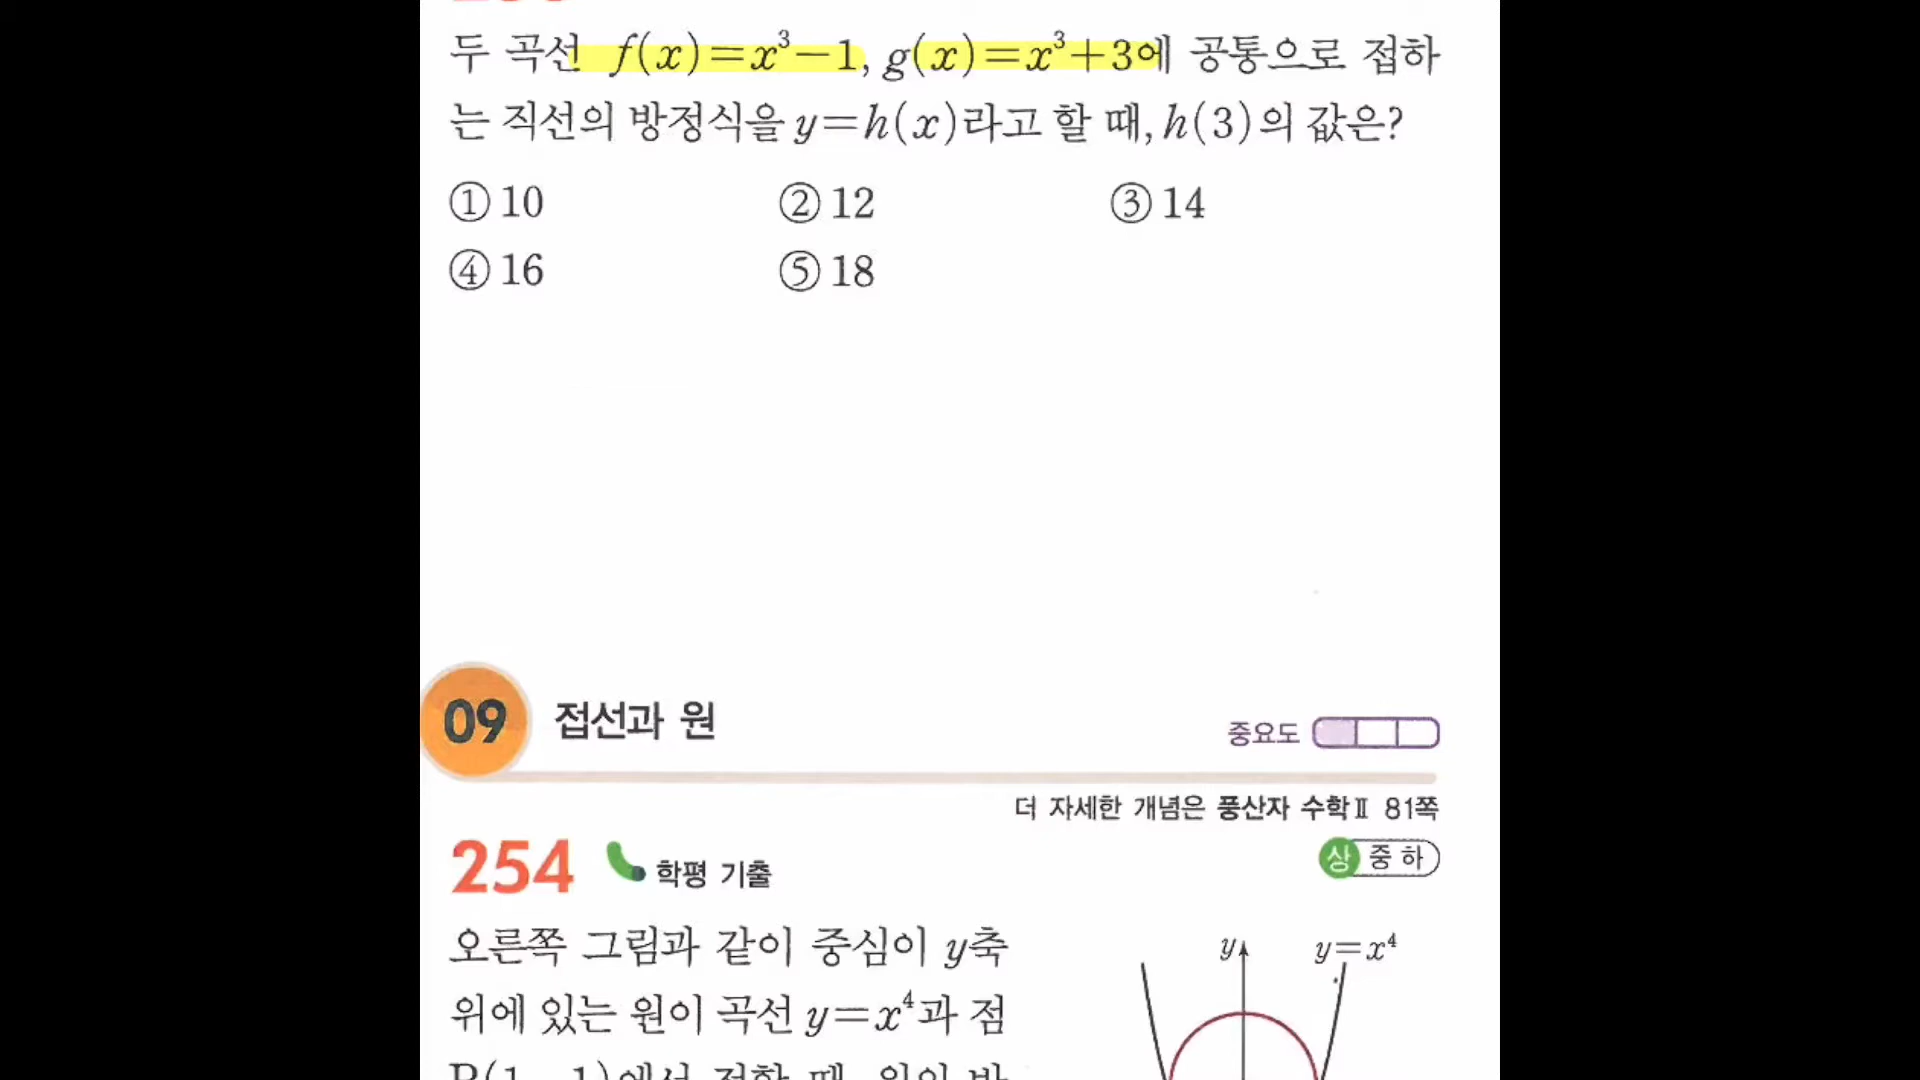 두 곡선 f(x)=x³−1, g(x)=x³+3에 공통으로 접하
는 직선의 방정식을 y=h(x)라고 할 때, h(3)의 값은?
① 10 ② 12 ③ 14
④ 16 ⑤ 18
09 접선과 원 중요도
더 자세한 개념은 풍산자 수학Ⅱ 81쪽
254 학평 기출 상 중 하
오른쪽 그림과 같이 중심이 y축
위에 있는 원이 곡선 y=x⁴과 점
y y=x⁴